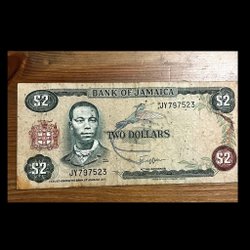 $2
BANK OF JAMAICA
$2
JY797523
TWO DOLLARS
$2
JY797523
$2